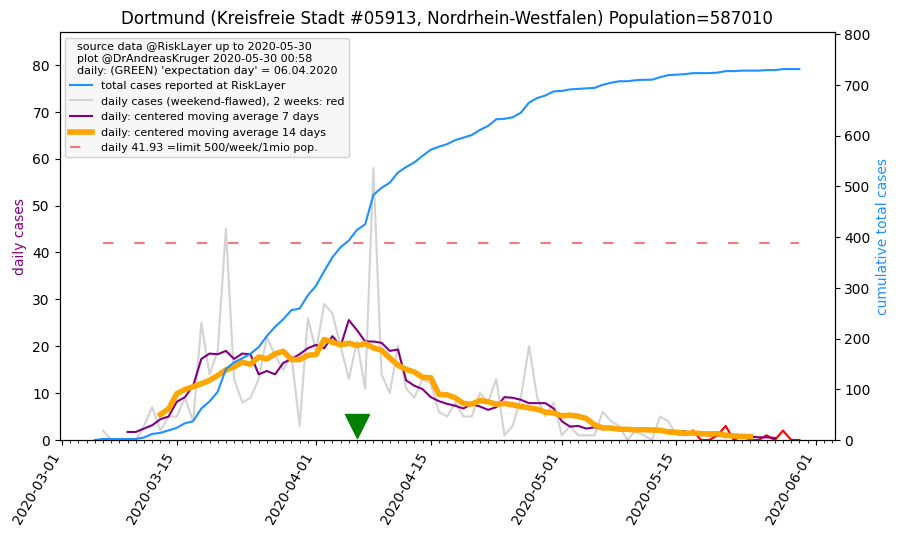 Dortmund (Kreisfreie Stadt #05913, Nordrhein-Westfalen) Population=587010
source data @RiskLayer up to 2020-05-30
plot @DrAndreasKruger 2020-05-30 00:58
daily: (GREEN) 'expectation day' = 06.04.2020
total cases reported at RiskLayer
daily cases (weekend-flawed), 2 weeks: red
daily: centered moving average 7 days
daily: centered moving average 14 days
daily 41.93 =limit 500/week/1mio pop.
daily cases
80
70
60
50
40
30
20
10
0
800
700
600
500
400
300
200
100
0
cumulative total cases
2020-03-01
2020-03-15
2020-04-01
2020-04-15
2020-05-01
2020-05-15
2020-06-01